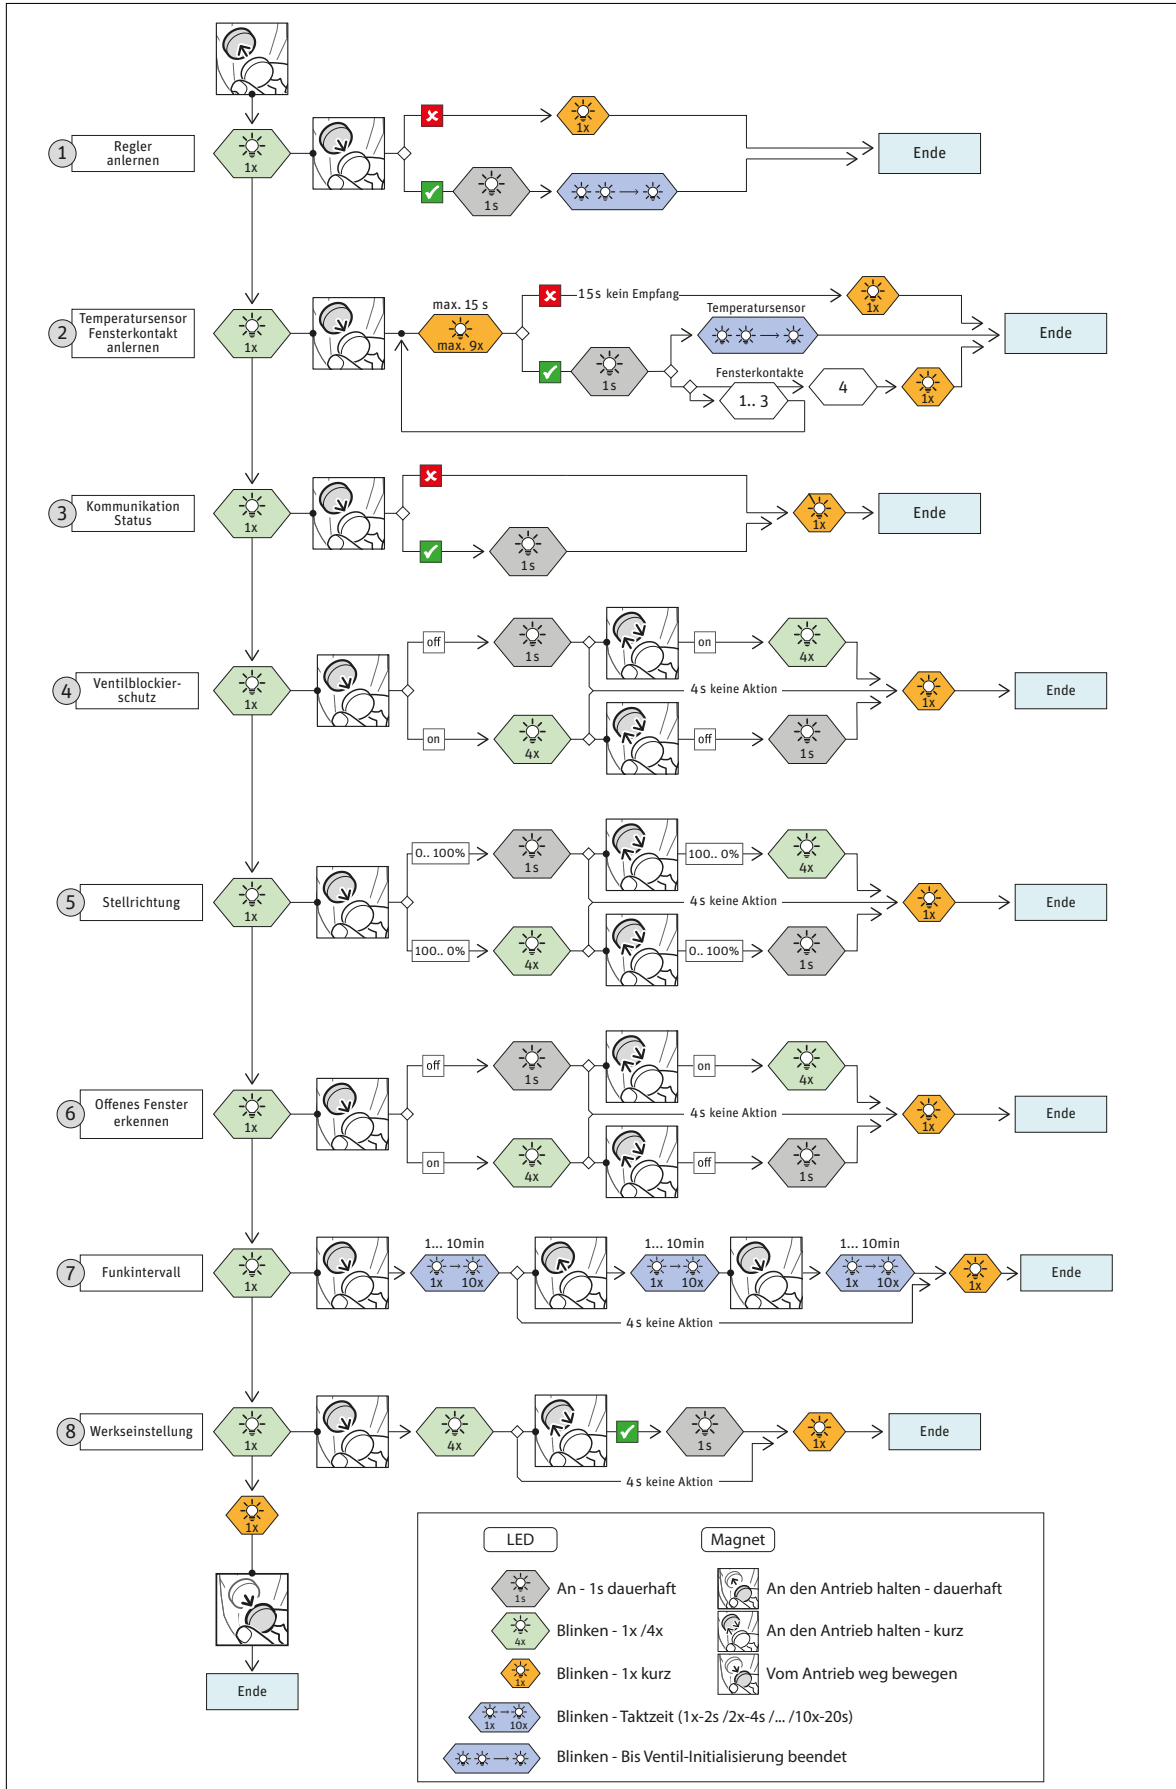 1
Regler
anlernen
1x
1x
1s
Ende
2
Temperatursensor
Fensterkontakt
anlernen
1x
max. 15 s
max. 9x
15s kein Empfang
1x
Temperatursensor
1s
Fensterkontakte
1.. 3
4
1x
Ende
3
Kommunikation
Status
1x
1s
1x
Ende
4
Ventilblockier-
schutz
1x
off
1s
on
4x
4s keine Aktion
on
4x
off
1s
1x
Ende
5
Stellrichtung
1x
0.. 100%
1s
100.. 0%
4x
4s keine Aktion
100.. 0%
4x
0.. 100%
1s
1x
Ende
6
Offenes Fenster
erkennen
1x
off
1s
on
4x
4s keine Aktion
on
4x
off
1s
1x
Ende
7
Funkintervall
1x
1... 10min
1x 10x
1... 10min
1x 10x
1... 10min
1x 10x
4s keine Aktion
1x
Ende
8
Werkseinstellung
1x
4x
1s
4s keine Aktion
1x
Ende
1x
Ende
LED
Magnet
1s
An - 1s dauerhaft
An den Antrieb halten - dauerhaft
4x
Blinken - 1x /4x
An den Antrieb halten - kurz
1x
Blinken - 1x kurz
Vom Antrieb weg bewegen
1x 10x
Blinken - Taktzeit (1x-2s /2x-4s /... /10x-20s)
Blinken - Bis Ventil-Initialisierung beendet